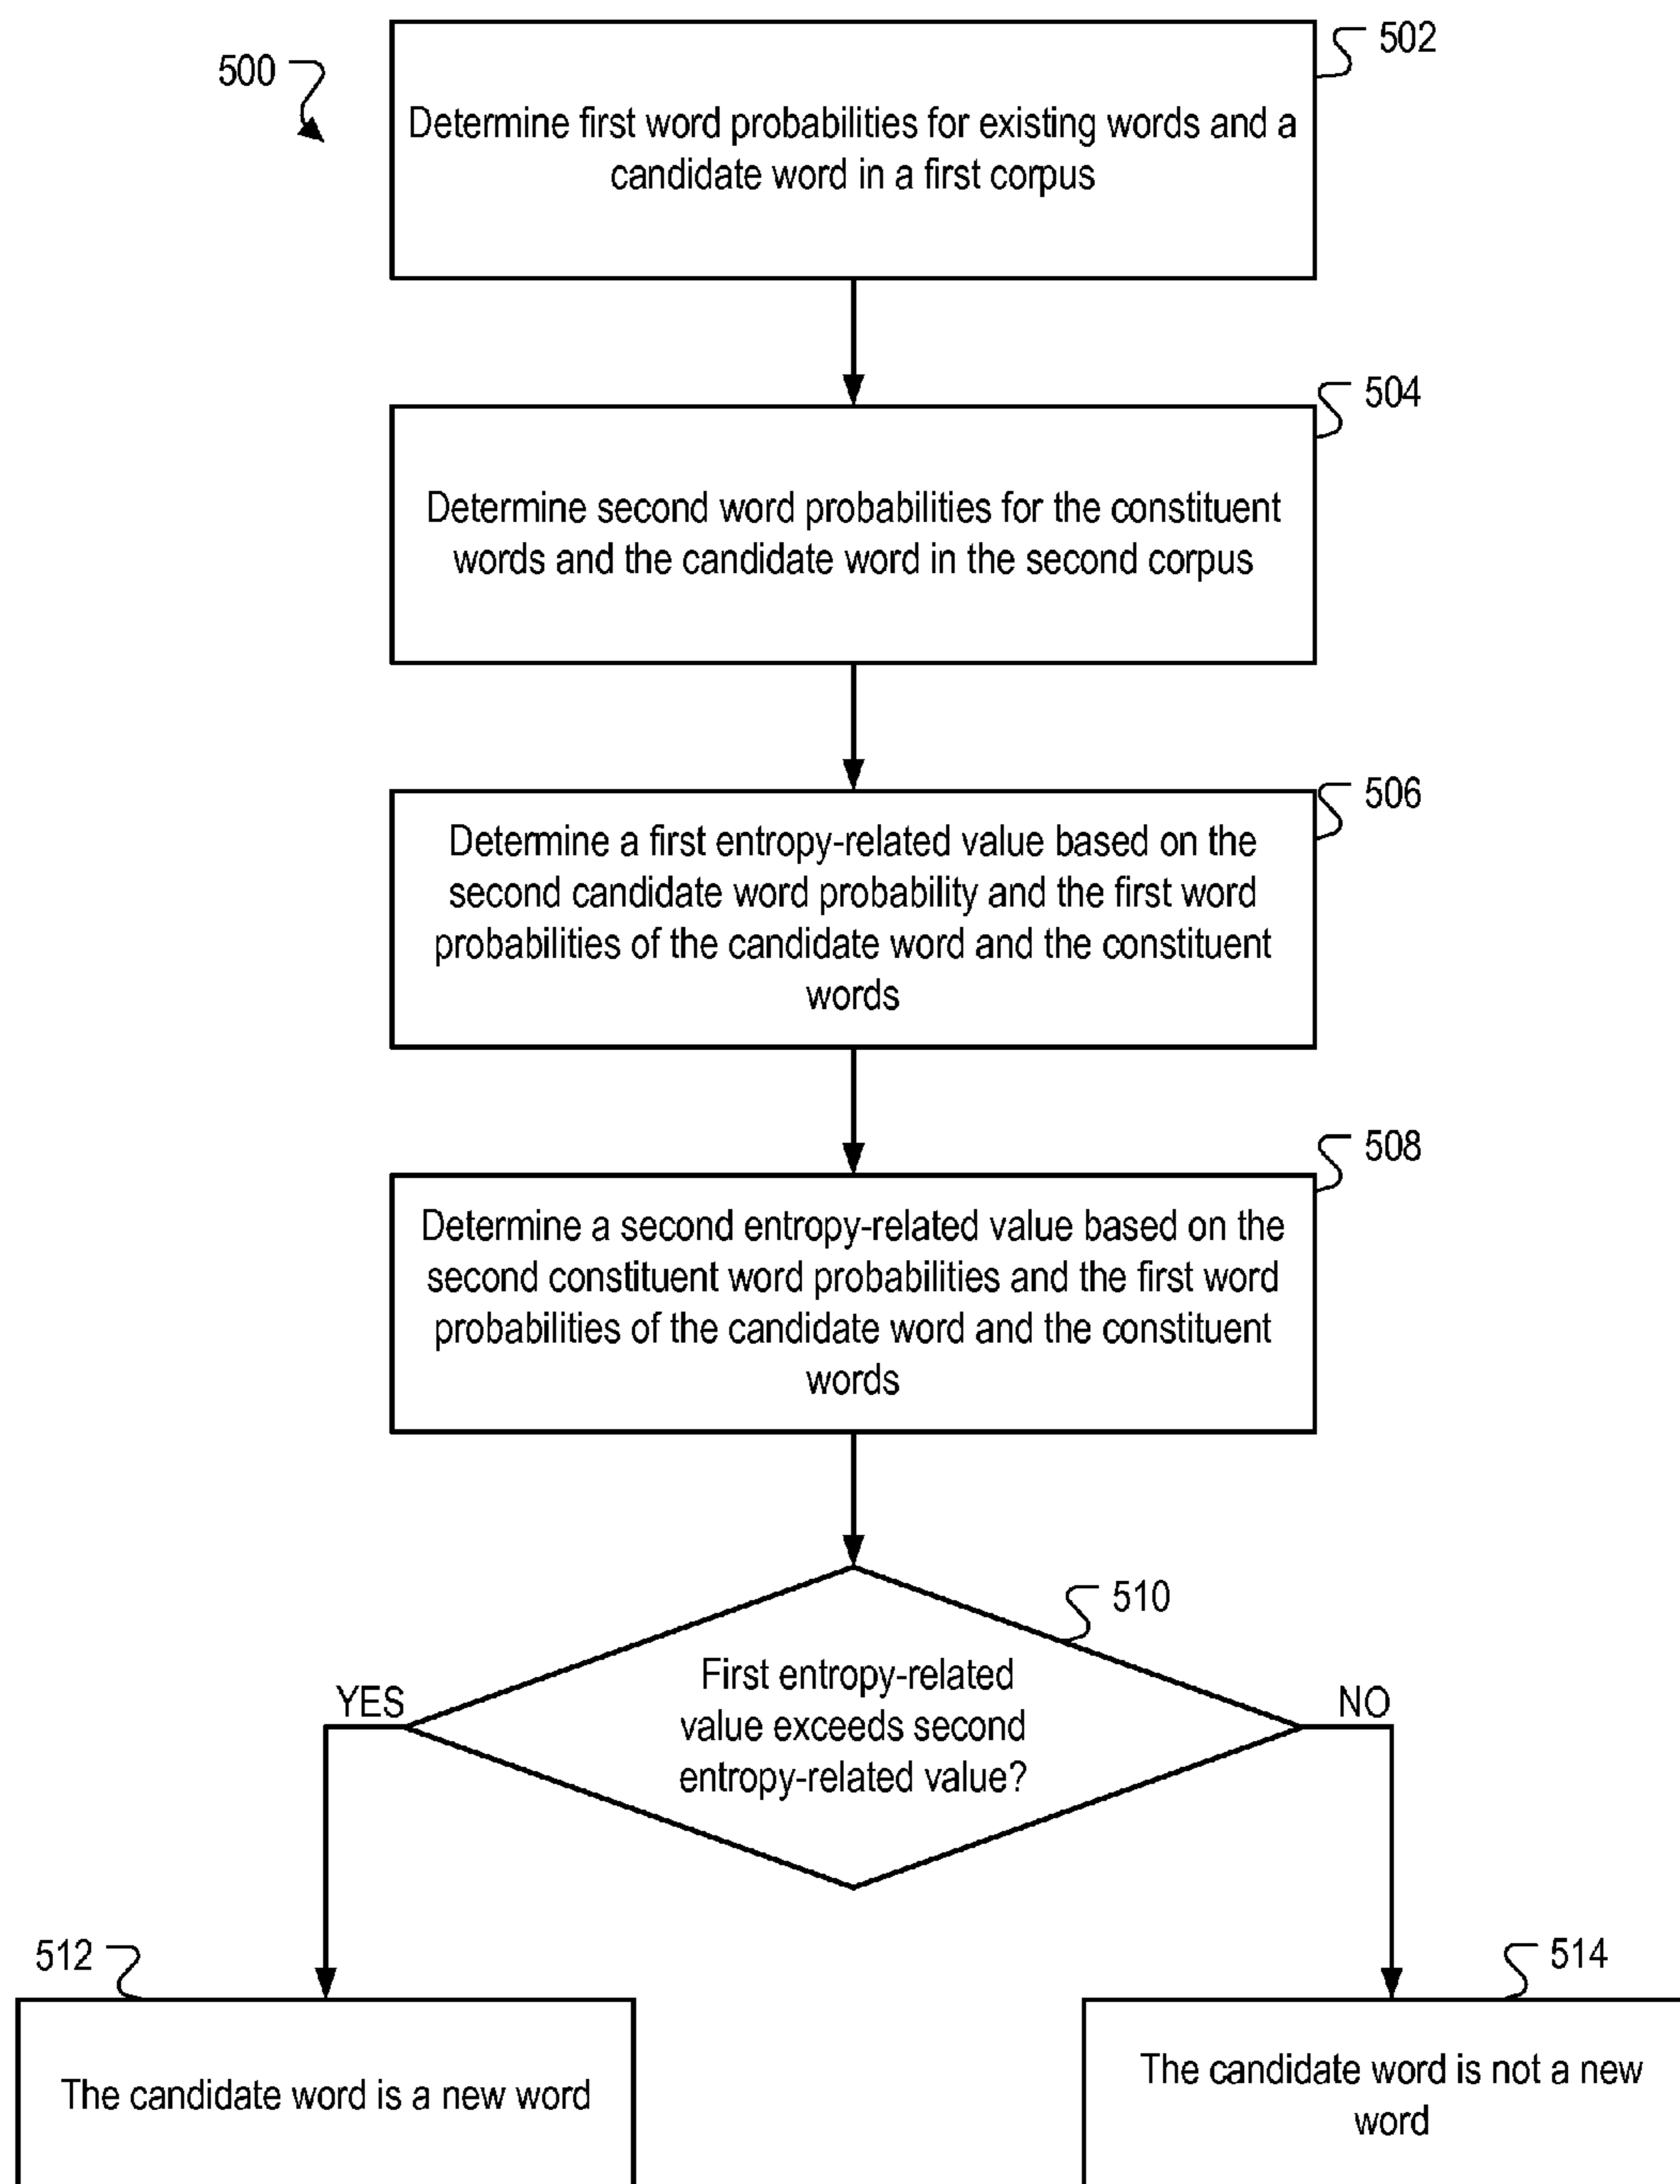 500
502
Determine first word probabilities for existing words and a
candidate word in a first corpus
504
Determine second word probabilities for the constituent
words and the candidate word in the second corpus
506
Determine a first entropy-related value based on the
second candidate word probability and the first word
probabilities of the candidate word and the constituent
words
508
Determine a second entropy-related value based on the
second constituent word probabilities and the first word
probabilities of the candidate word and the constituent
words
510
First entropy-related
value exceeds second
entropy-related value?
YES
NO
512
The candidate word is a new word
514
The candidate word is not a new
word